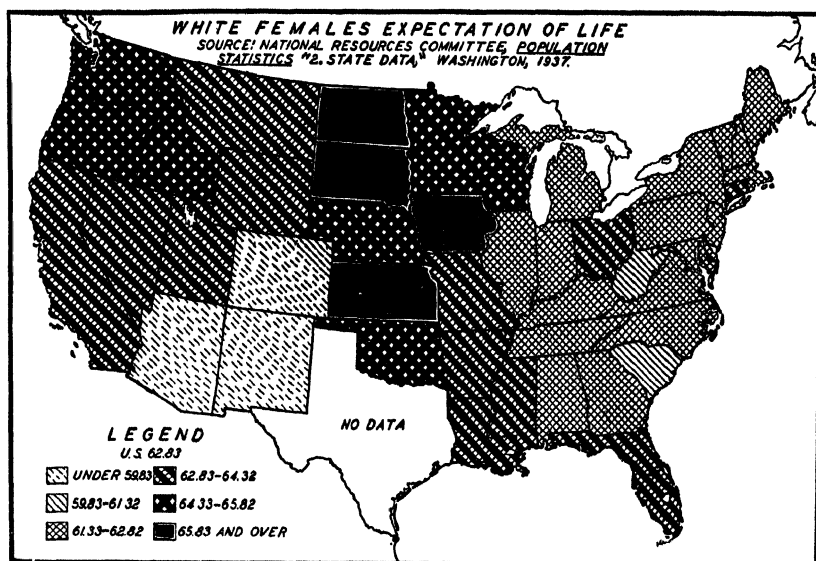 WHITE FEMALES EXPECTATION OF LIFE
SOURCE: NATIONAL RESOURCES COMMITTEE, POPULATION
STATISTICS "2. STATE DATA," WASHINGTON, 1937.
NO DATA
LEGEND
U.S. 62.83
UNDER 59.83
59.83-61.32
61.33-62.82
62.83-64.32
64.33-65.82
65.83 AND OVER